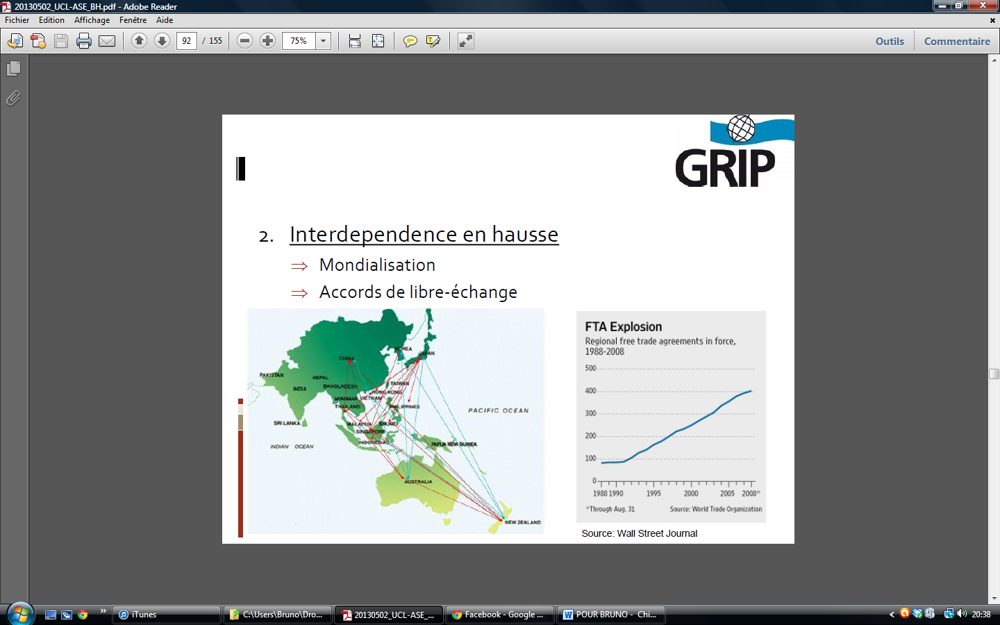 20130502_UCL-ASE_BH.pdf - Adobe Reader
Fichier Edition Affichage Fenêtre Aide
92 / 155 75% Outils Commentaire
GRIP
2. Interdependence en hausse
⇒ Mondialisation
⇒ Accords de libre-échange
KOREA
JAPAN
CHINA
PAKISTAN
NEPAL
INDIA
BANGLADESH
TAIWAN
HONG KONG
MYANMAR
VIETNAM
THAILAND
PHILIPPINES
PACIFIC OCEAN
SRI LANKA
MALAYSIA
BRUNEI
SINGAPORE
INDONESIA
INDIAN OCEAN
PAPUA NEW GUINEA
AUSTRALIA
NEW ZEALAND
FTA Explosion
Regional free trade agreements in force,
1988-2008
500
400
300
200
100
0
1988 1990 1995 2000 2005 2008*
*Through Aug. 31 Source: World Trade Organization
Source: Wall Street Journal
iTunes
C:\Users\Bruno\Dro...
20130502_UCL-ASE_...
Facebook - Google ...
POUR BRUNO - Chi...
20:38